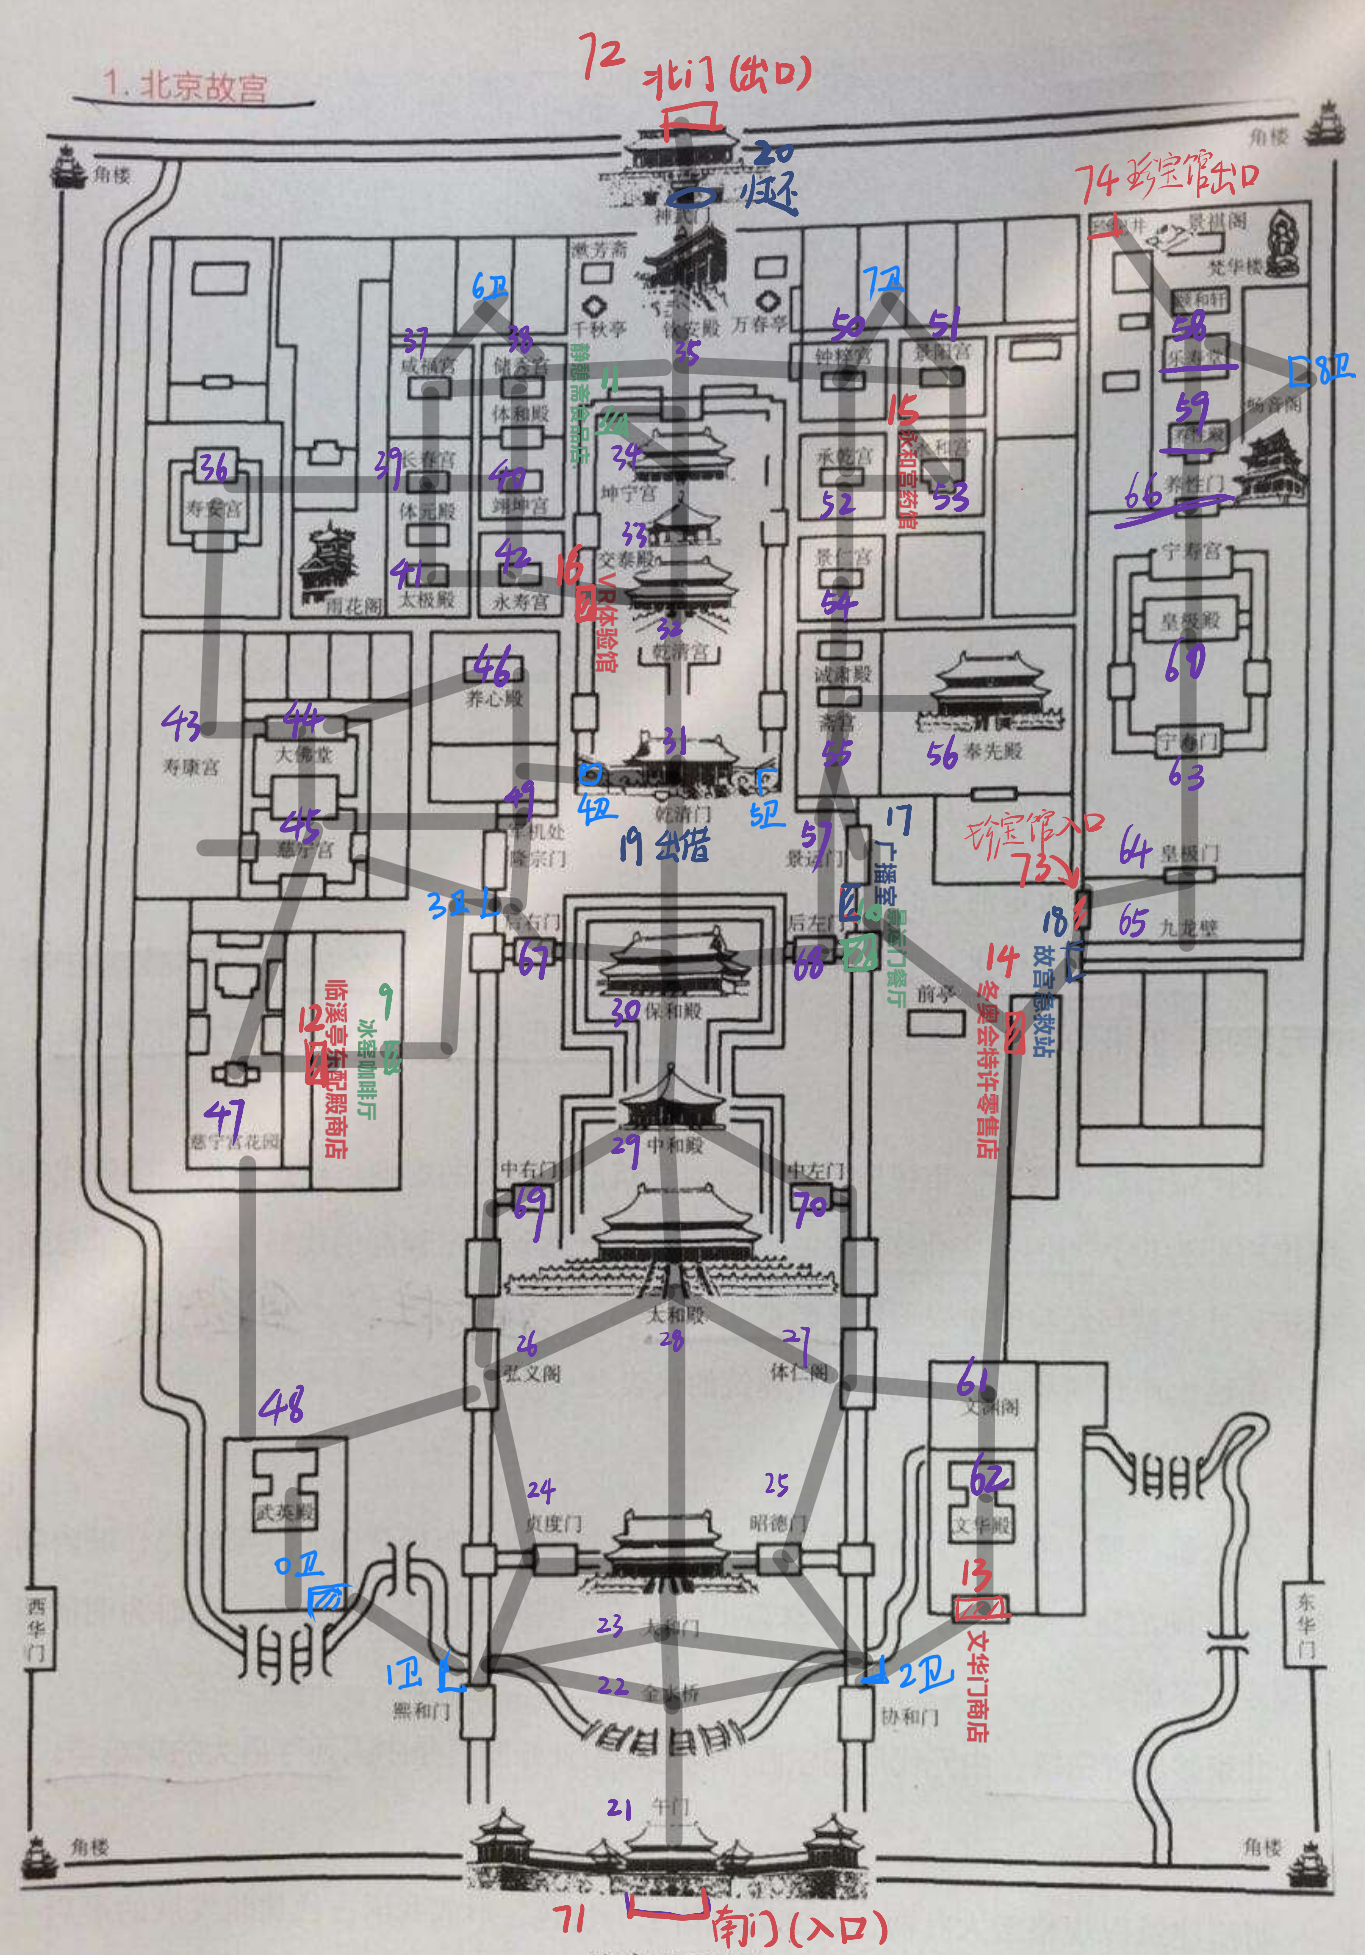 72
北门(出口)
1. 北京故宫
角楼
角楼
20
归还
神武门
74 珍宝馆出口
景祺阁
梵华楼
颐和轩
漱芳斋
千秋亭
钦安殿
万春亭
6卫
7卫
37
咸福宫
38
储秀宫
体和殿
静憩斋食品店
11
35
50
钟粹宫
51
景阳宫
58
乐寿堂
8卫
畅音阁
59
养性殿
养性门
66
15
永和宫药馆
永和宫
53
36
寿安宫
39
长春宫
体元殿
40
翊坤宫
34
坤宁宫
承乾宫
52
33
交泰殿
雨花阁
41
太极殿
42
永寿宫
16
VR体验馆
32
乾清宫
景仁宫
54
宁寿宫
皇极殿
60
宁寿门
63
43
寿康宫
44
大佛堂
46
养心殿
诚肃殿
斋宫
55
56
奉先殿
31
乾清门
4卫
5卫
19 出借
45
慈宁宫
49
军机处
隆宗门
57
景运门
17
广播室
珍宝馆入口
73
64
皇极门
65
九龙壁
3卫
后右门
67
后左门
68
10
景运门餐厅
30
保和殿
前亭
14
冬奥会特许零售店
18
故宫急救站
12
临溪亭东配殿商店
9
冰窖咖啡厅
47
慈宁宫花园
29
中和殿
中右门
69
中左门
70
太和殿
28
26
弘义阁
27
体仁阁
48
武英殿
0卫
61
文渊阁
62
文华殿
13
文华门商店
24
贞度门
25
昭德门
23
太和门
22
金水桥
1卫
熙和门
2卫
协和门
西华门
东华门
21
午门
角楼
角楼
71
南门(入口)